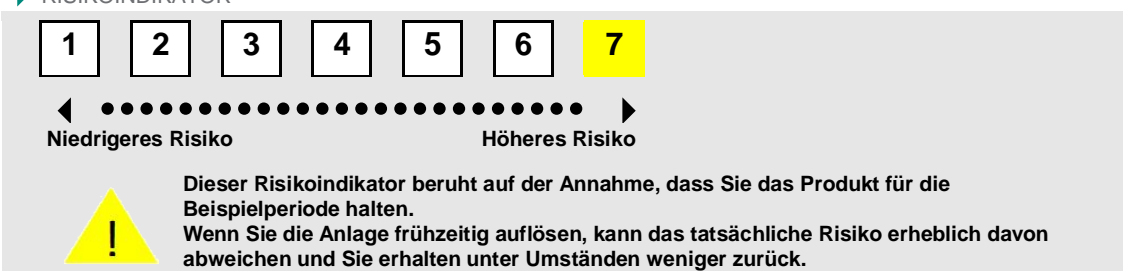 RISIKOINDIKATOR
1 2 3 4 5 6 7
Niedrigeres Risiko Höheres Risiko
Dieser Risikoindikator beruht auf der Annahme, dass Sie das Produkt für die
Beispielperiode halten.
!
Wenn Sie die Anlage frühzeitig auflösen, kann das tatsächliche Risiko erheblich davon
abweichen und Sie erhalten unter Umständen weniger zurück.